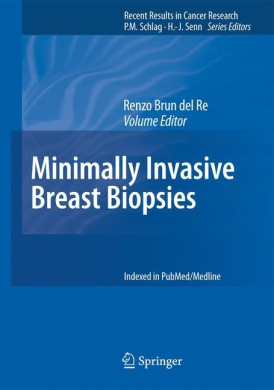 Recent Results in Cancer Research
P.M. Schlag · H.-J. Senn Series Editors
Renzo Brun del Re
Volume Editor
Minimally Invasive
Breast Biopsies
Indexed in PubMed/Medline
Springer